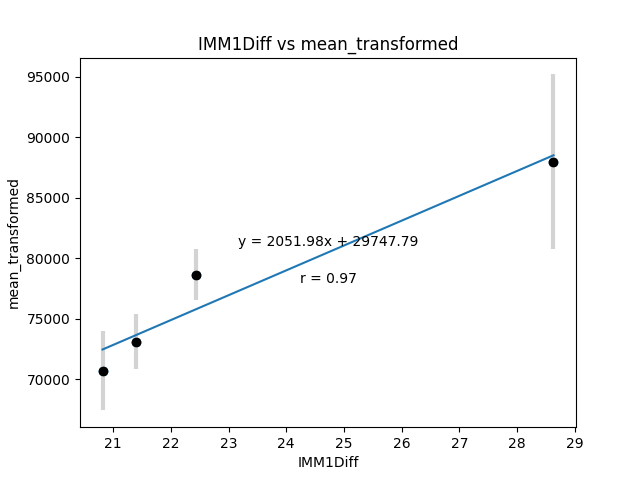 IMM1Diff vs mean_transformed
95000
90000
85000
80000
75000
70000
mean_transformed
y = 2051.98x + 29747.79
r = 0.97
21 22 23 24 25 26 27 28 29
IMM1Diff